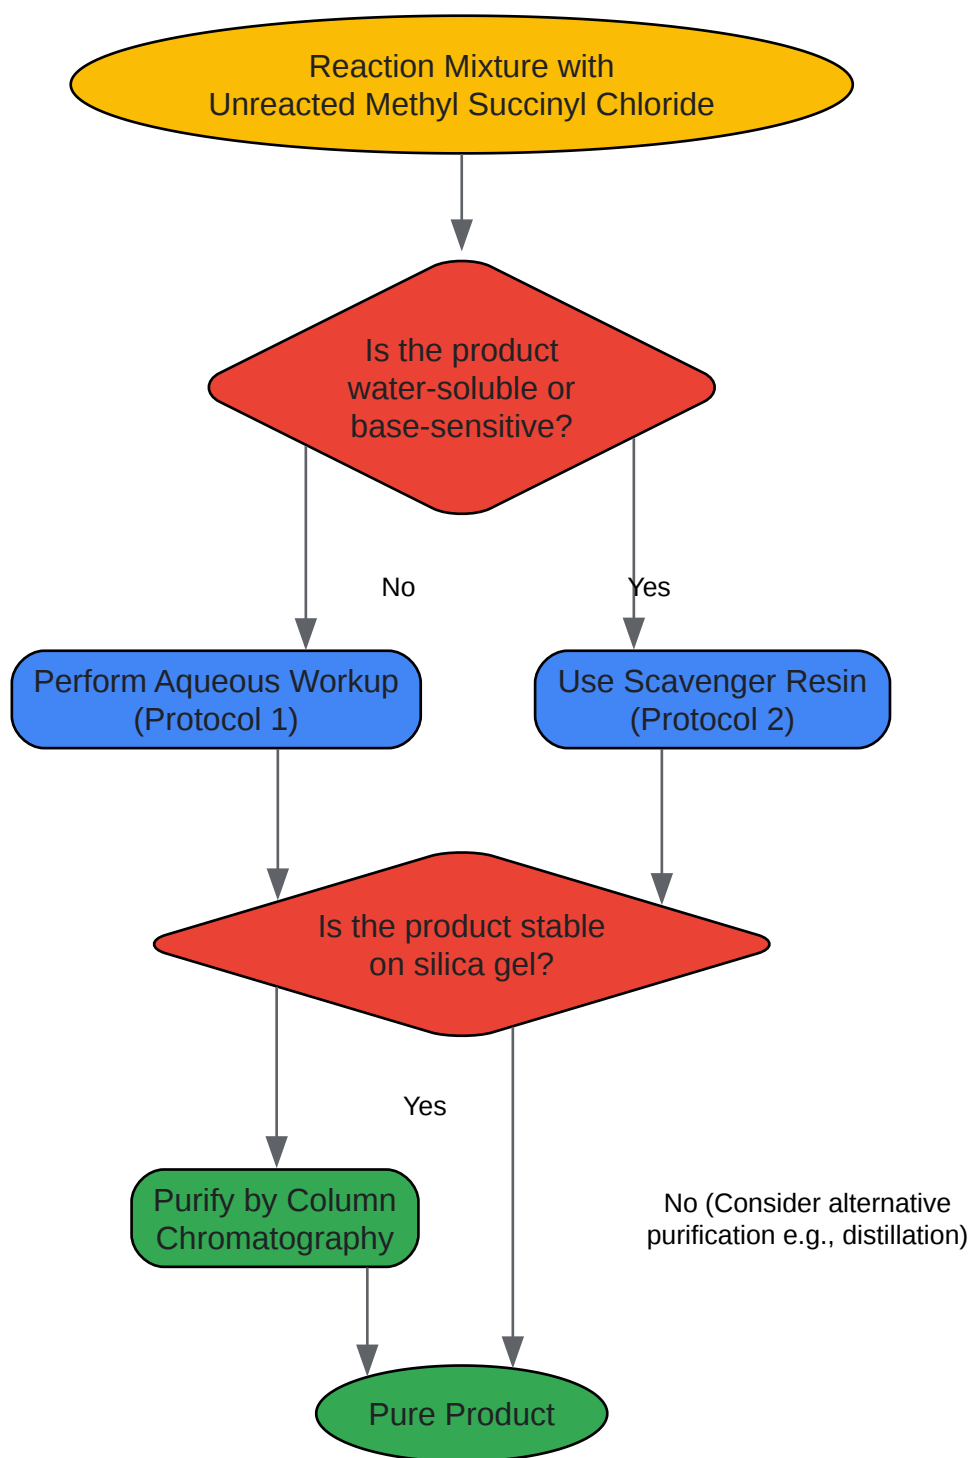 Reaction Mixture with
Unreacted Methyl Succinyl Chloride
Is the product
water-soluble or
base-sensitive?
No
Yes
Perform Aqueous Workup
(Protocol 1)
Use Scavenger Resin
(Protocol 2)
Is the product stable
on silica gel?
Yes
Purify by Column
Chromatography
No (Consider alternative
purification e.g., distillation)
Pure Product